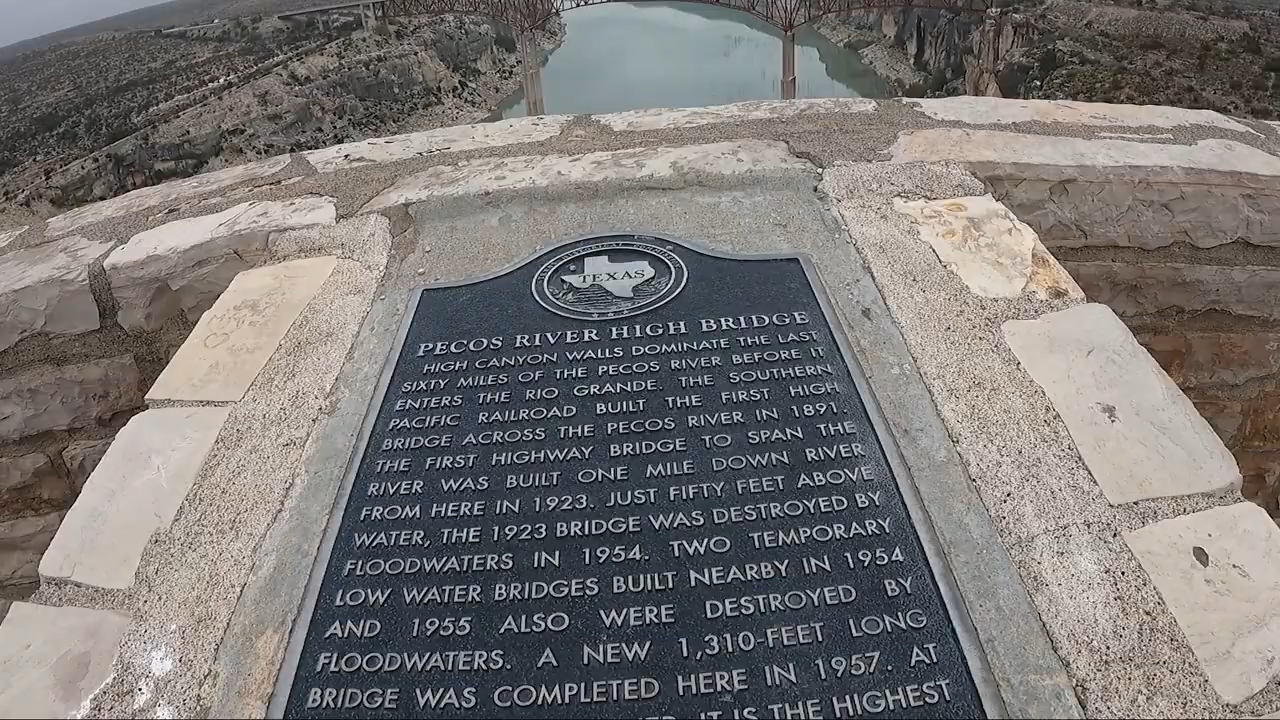 TEXAS
PECOS RIVER HIGH BRIDGE
HIGH CANYON WALLS DOMINATE THE LAST
SIXTY MILES OF THE PECOS RIVER BEFORE IT
ENTERS THE RIO GRANDE. THE SOUTHERN
PACIFIC RAILROAD BUILT THE FIRST HIGH
BRIDGE ACROSS THE PECOS RIVER IN 1891.
THE FIRST HIGHWAY BRIDGE TO SPAN THE
RIVER WAS BUILT ONE MILE DOWN RIVER
FROM HERE IN 1923. JUST FIFTY FEET ABOVE
WATER, THE 1923 BRIDGE WAS DESTROYED BY
FLOODWATERS IN 1954. TWO TEMPORARY
LOW WATER BRIDGES BUILT NEARBY IN 1954
AND 1955 ALSO WERE DESTROYED BY
FLOODWATERS. A NEW 1,310-FEET LONG
BRIDGE WAS COMPLETED HERE IN 1957. AT
IT IS THE HIGHEST